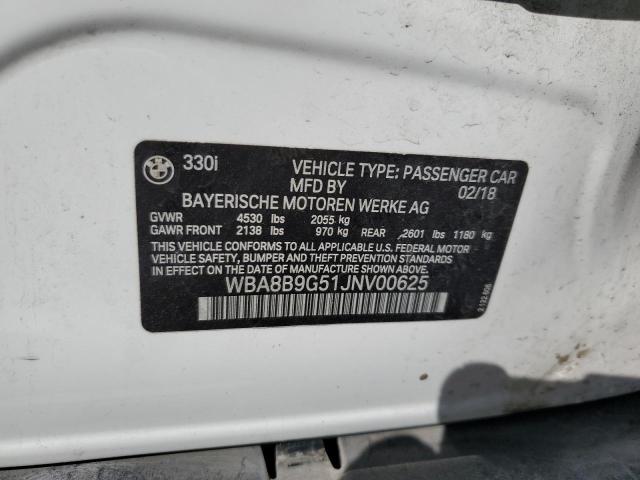 330i VEHICLE TYPE: PASSENGER CAR
MFD BY 02/18
BAYERISCHE MOTOREN WERKE AG
GVWR 4530 lbs 2055 kg
GAWR FRONT 2138 lbs 970 kg REAR 2601 lbs 1180 kg
THIS VEHICLE CONFORMS TO ALL APPLICABLE U.S. FEDERAL MOTOR
VEHICLE SAFETY, BUMPER AND THEFT PREVENTION STANDARDS
IN EFFECT ON THE DATE OF MANUFACTURE SHOWN ABOVE.
WBA8B9G51JNV00625